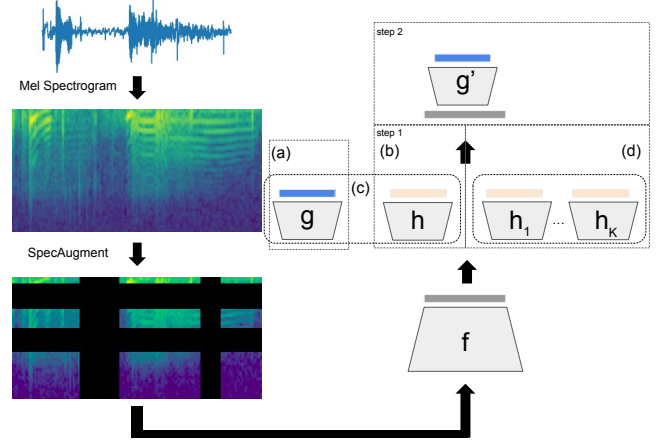 Mel Spectrogram
SpecAugment
step 2
g'
step 1
(a)
(b)
(d)
(c)
g
h
h1
...
hK
f